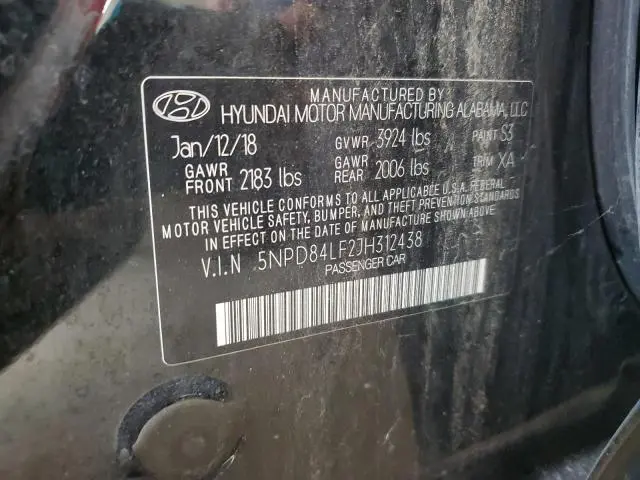 MANUFACTURED BY
HYUNDAI MOTOR MANUFACTURING ALABAMA, LLC
Jan/12/18 GVWR 3924 lbs PAINT S3
GAWR FRONT 2183 lbs GAWR REAR 2006 lbs TRIM XA
THIS VEHICLE CONFORMS TO ALL APPLICABLE U.S.A. FEDERAL
MOTOR VEHICLE SAFETY, BUMPER, AND THEFT PREVENTION STANDARDS
IN EFFECT ON THE DATE OF MANUFACTURE SHOWN ABOVE.
V.I.N 5NPD84LF2JH312438
PASSENGER CAR